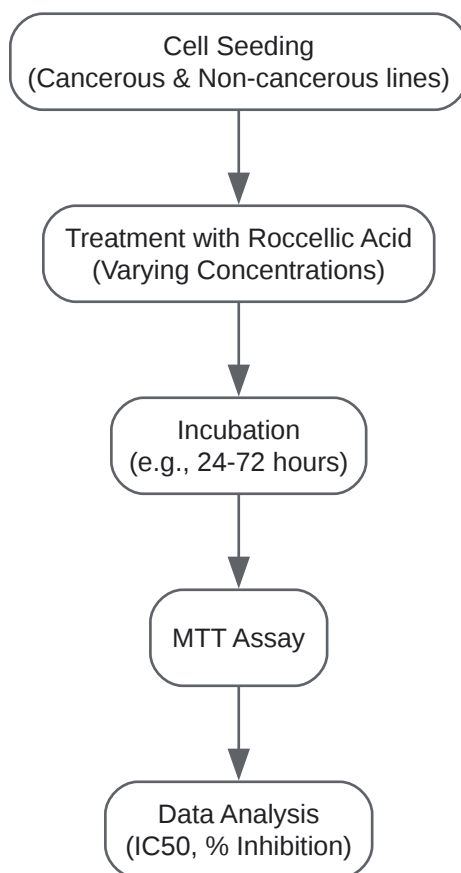 Cell Seeding
(Cancerous & Non-cancerous lines)
Treatment with Roccellic Acid
(Varying Concentrations)
Incubation
(e.g., 24-72 hours)
MTT Assay
Data Analysis
(IC50, % Inhibition)